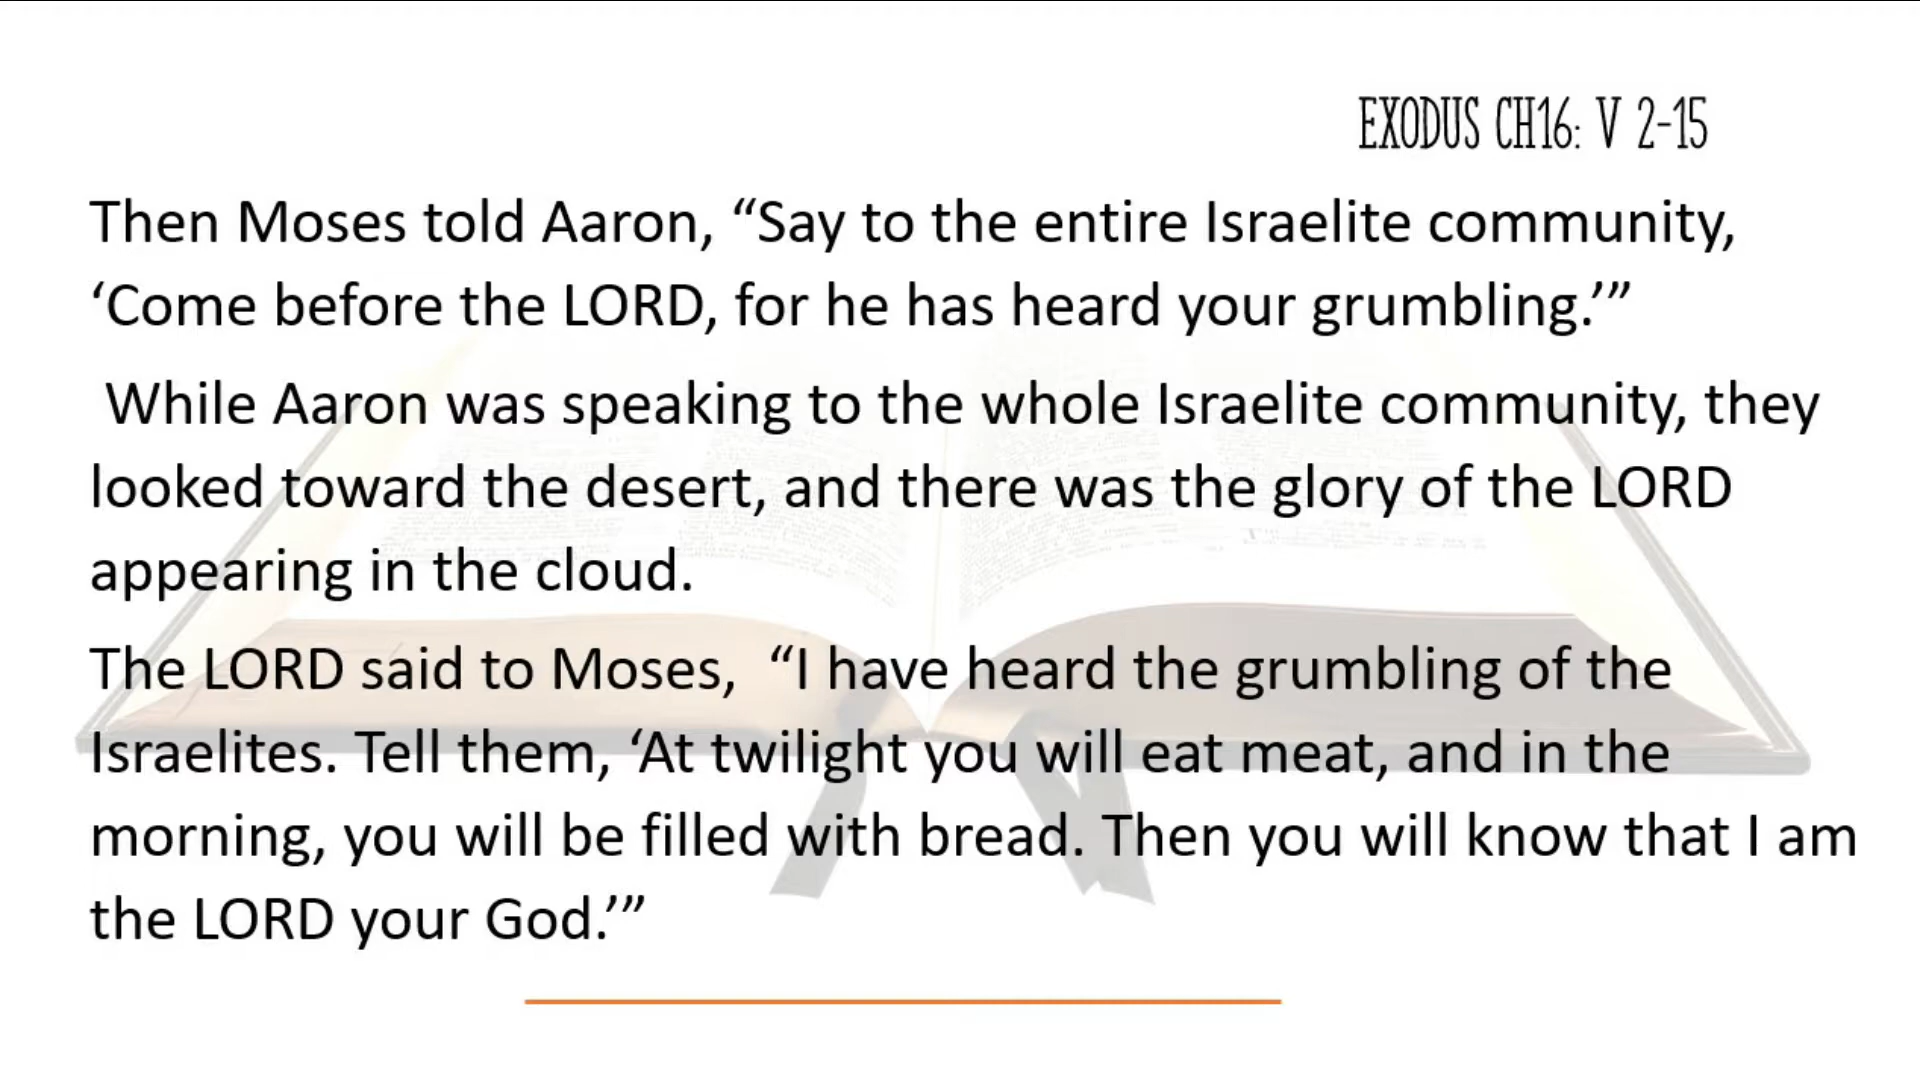 EXODUS CH16: V 2-15
Then Moses told Aaron, “Say to the entire Israelite community,
‘Come before the LORD, for he has heard your grumbling.’”
While Aaron was speaking to the whole Israelite community, they
looked toward the desert, and there was the glory of the LORD
appearing in the cloud.
The LORD said to Moses,  “I have heard the grumbling of the
Israelites. Tell them, ‘At twilight you will eat meat, and in the
morning, you will be filled with bread. Then you will know that I am
the LORD your God.’”